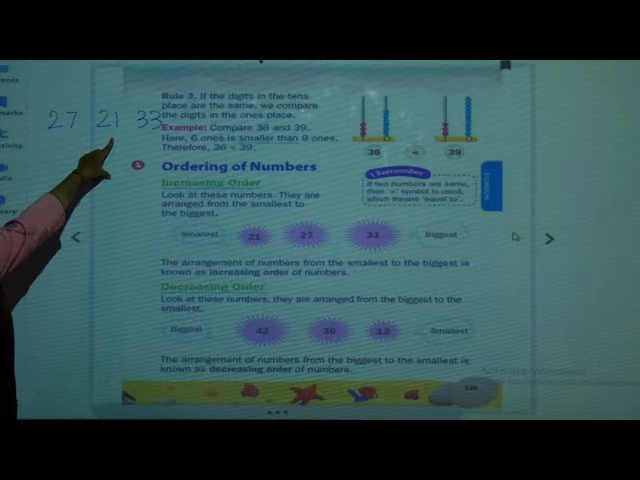 27 21 33
Rule 3. If the digits in the tens
place are the same, we compare
the digits in the ones place.
Example: Compare 36 and 39.
Here, 6 ones is smaller than 9 ones.
Therefore, 36 < 39.
36 < 39
1 Ordering of Numbers
I Remember
If two numbers are same,
then '=' symbol is used,
which means 'equal to'.
Increasing Order
Look at these numbers. They are
arranged from the smallest to
the biggest.
Smallest 21 27 33 Biggest
The arrangement of numbers from the smallest to the biggest is
known as increasing order of numbers.
Decreasing Order
Look at these numbers, they are arranged from the biggest to the
smallest.
Biggest 42 36 12 Smallest
The arrangement of numbers from the biggest to the smallest is
known as decreasing order of numbers.